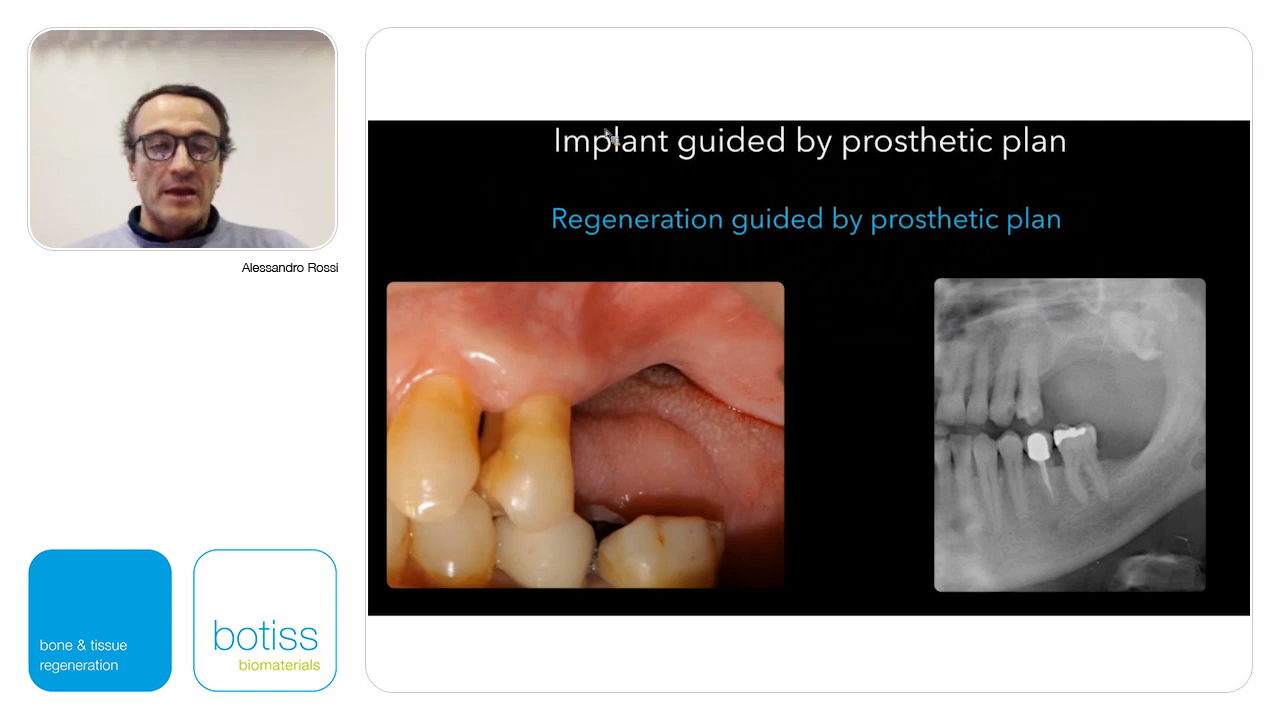 Alessandro Rossi
Implant guided by prosthetic plan
Regeneration guided by prosthetic plan
bone & tissue
regeneration
botiss
biomaterials